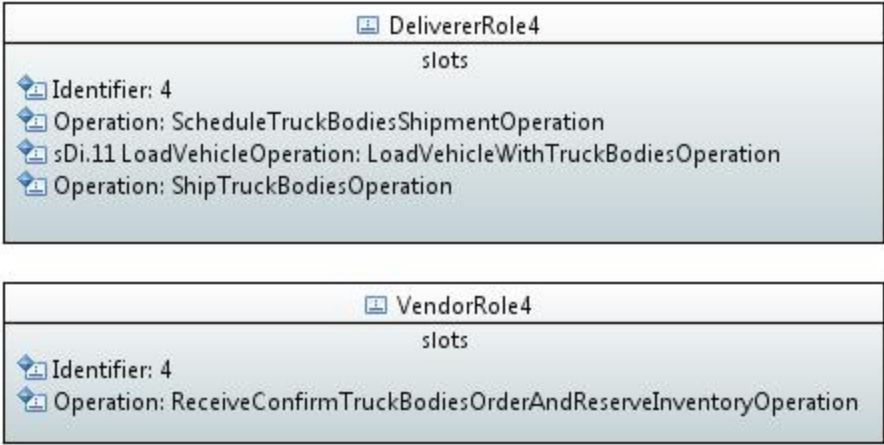 DelivererRole4
slots
Identifier: 4
Operation: ScheduleTruckBodiesShipmentOperation
sDi.11 LoadVehicleOperation: LoadVehicleWithTruckBodiesOperation
Operation: ShipTruckBodiesOperation
VendorRole4
slots
Identifier: 4
Operation: ReceiveConfirmTruckBodiesOrderAndReserveInventoryOperation